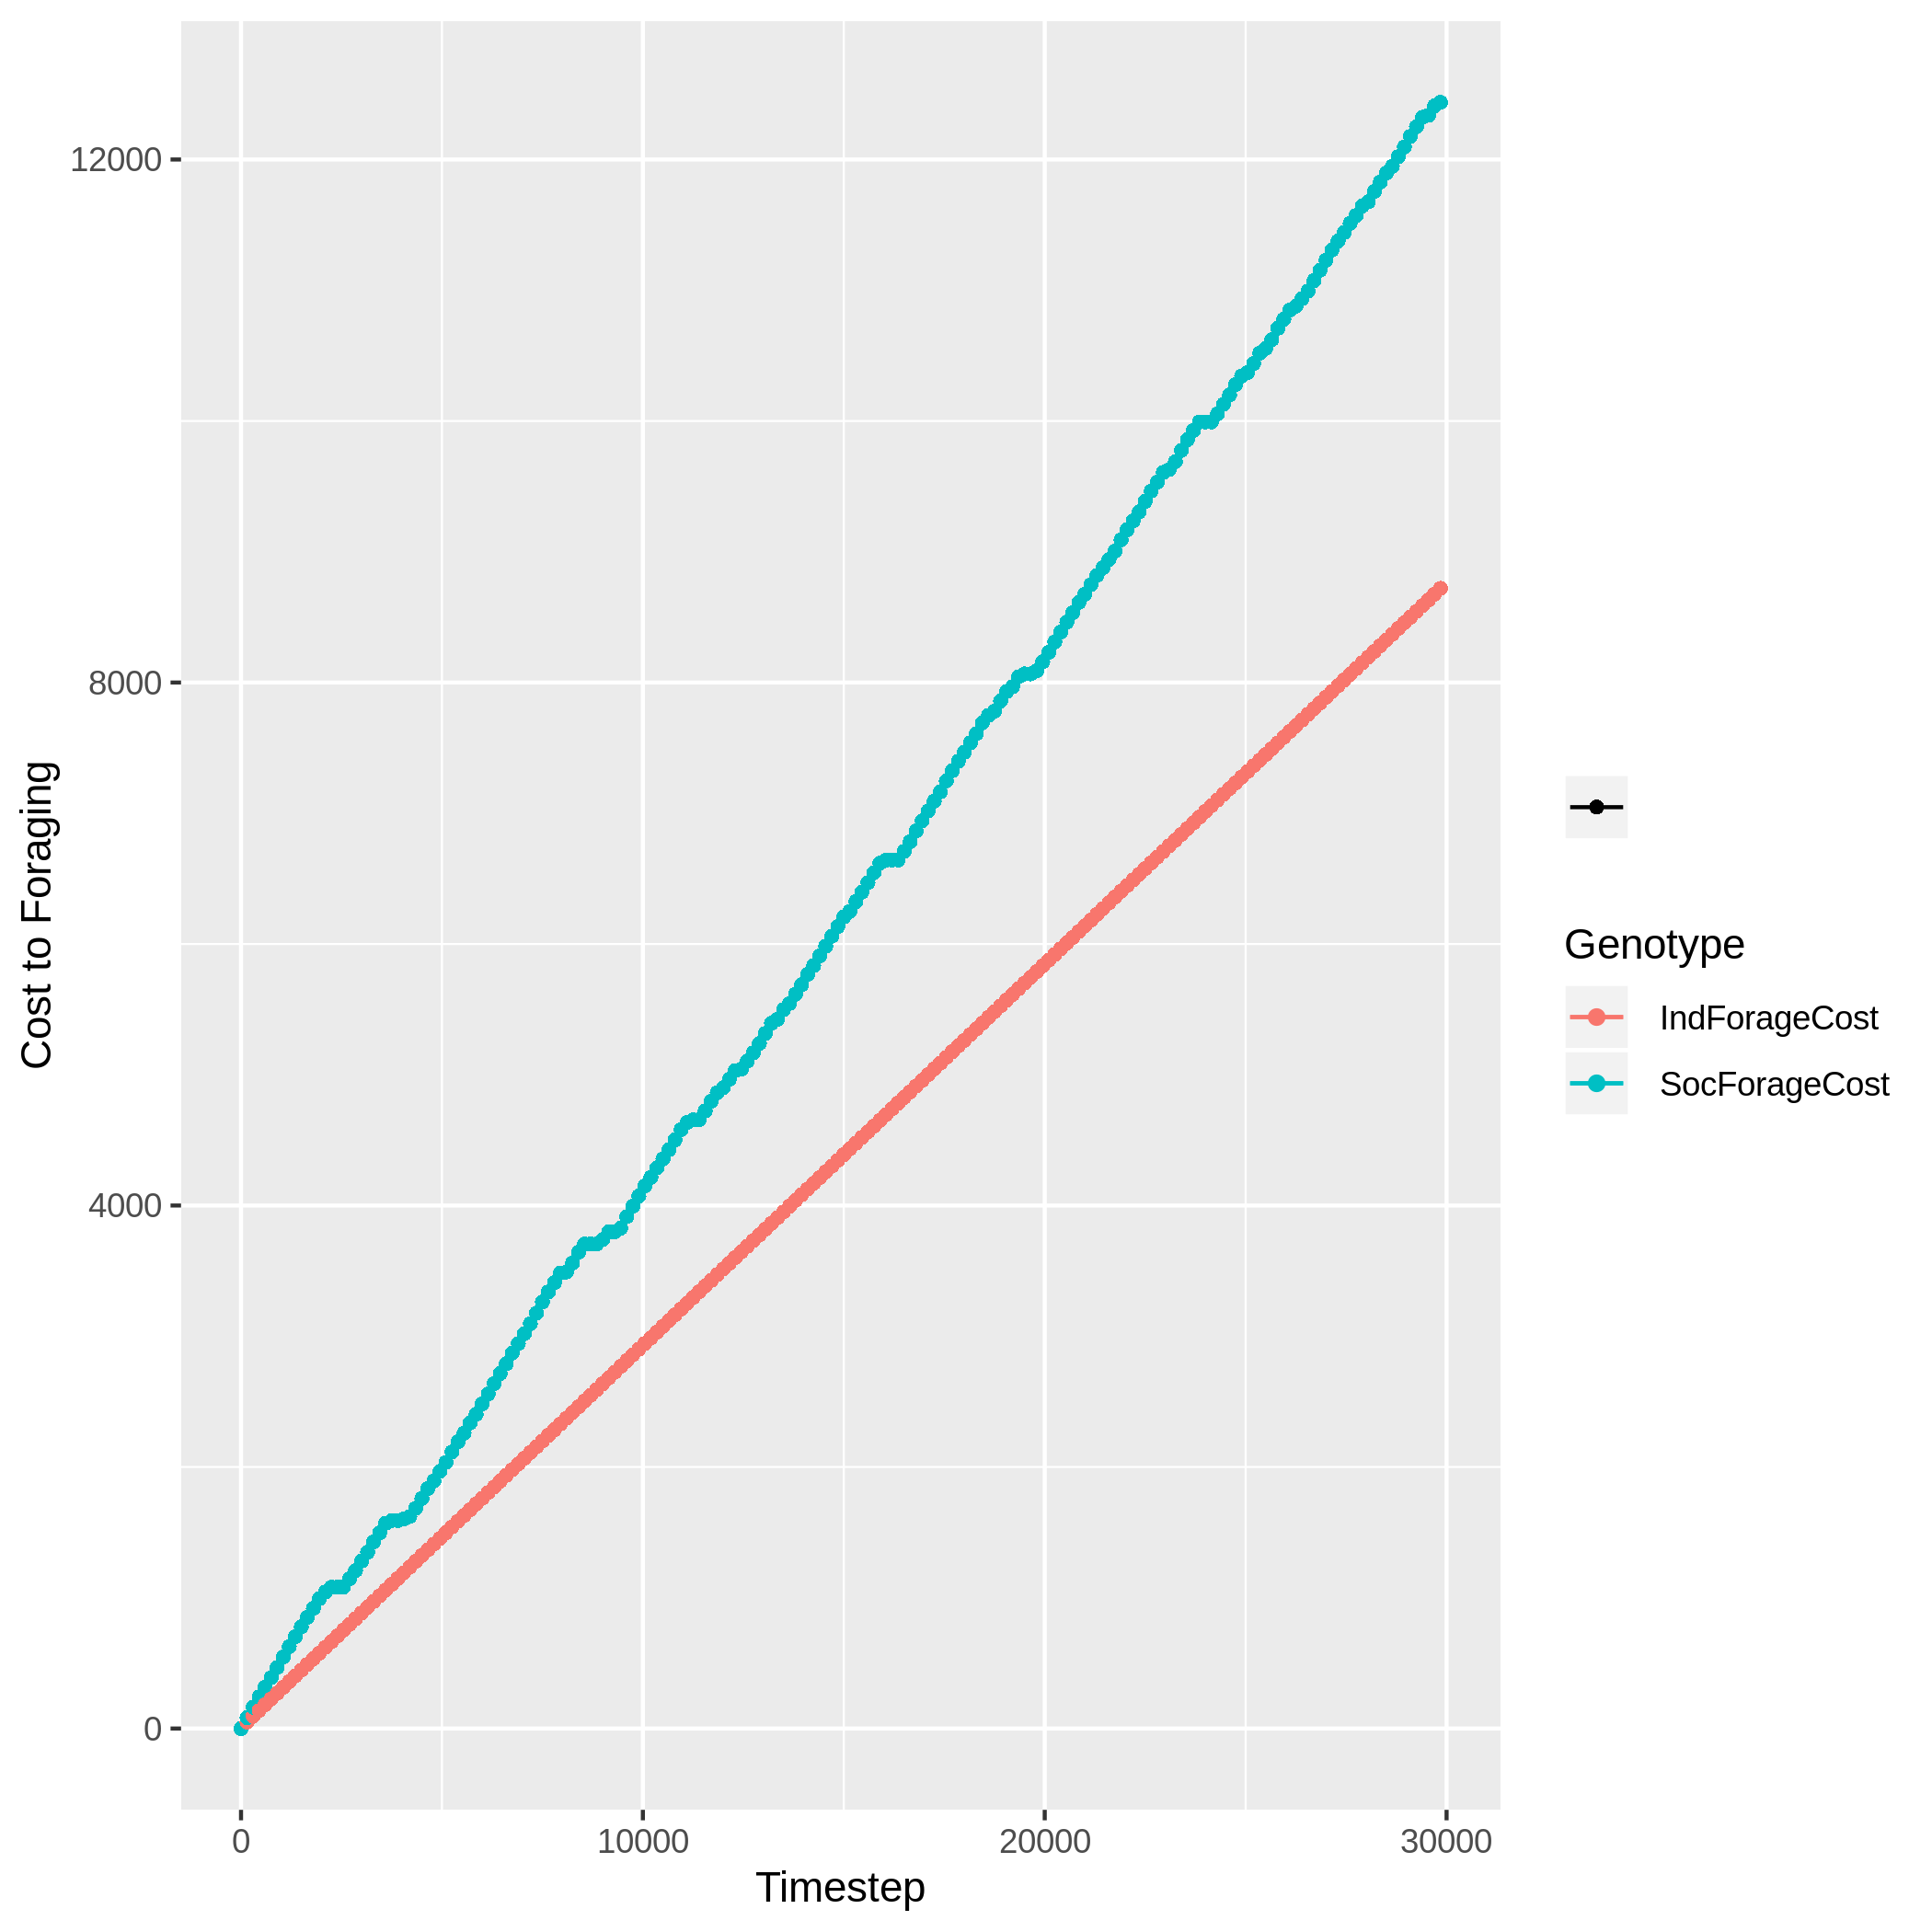 12000
8000
4000
0
Cost to Foraging
0 10000 20000 30000
Timestep
Genotype
IndForageCost
SocForageCost